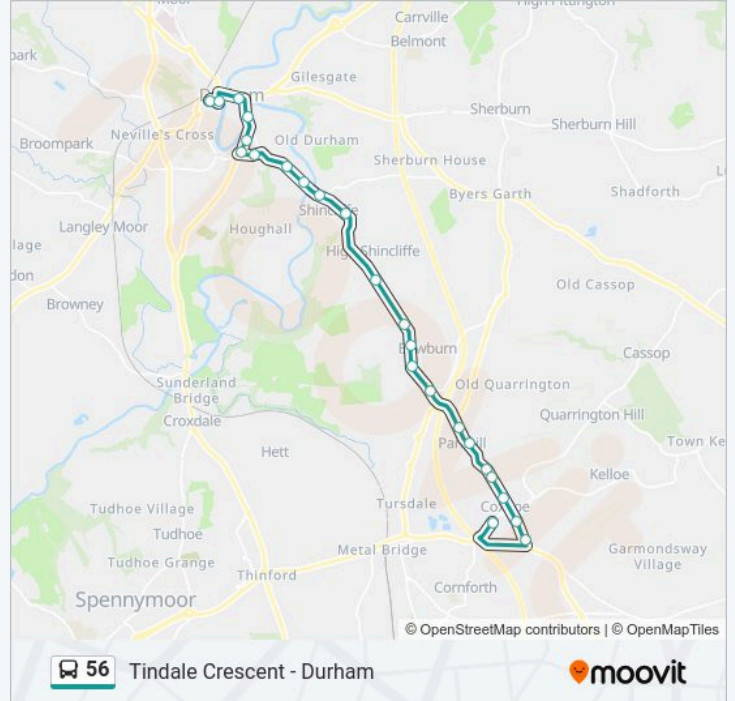 High Pittington
Moor
Carrville
Belmont
park
Gilesgate
Sherburn
Neville's Cross
Old Durham
Sherburn Hill
Broompark
Sherburn House
Byers Garth
Shadforth
Langley Moor
Houghall
High Shincliffe
Browney
Old Cassop
Bowburn
Cassop
Sunderland
Bridge
Old Quarrington
Croxdale
Quarrington Hill
Hett
Town Ke
Kelloe
Tudhoe Village
Tursdale
Tudhoe
Metal Bridge
Garmondsway
Village
Tudhoe Grange
Thinford
Cornforth
Spennymoor
© OpenStreetMap contributors | © OpenMapTiles
56 Tindale Crescent - Durham
moovit